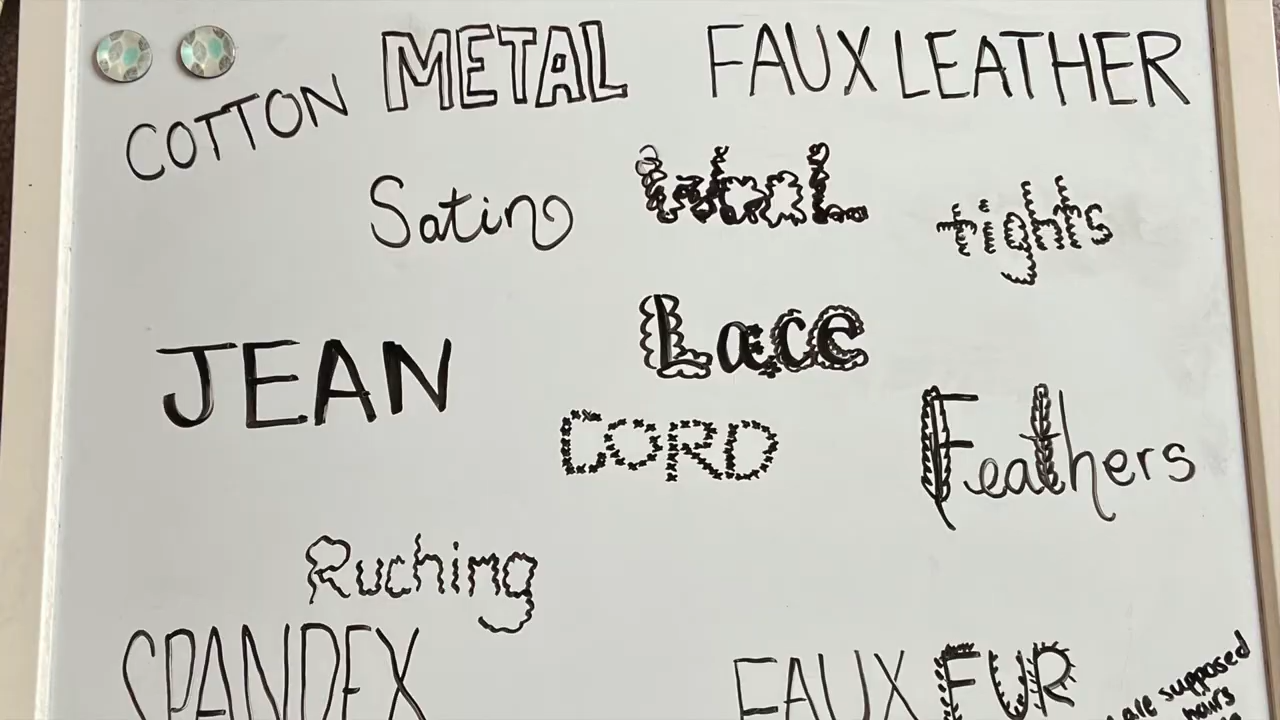 COTTON METAL FAUX LEATHER
Satin WOOL tights
JEAN Lace
CORD Feathers
Ruching
SPANDEX FAUX FUR
ARE supposed
hairs